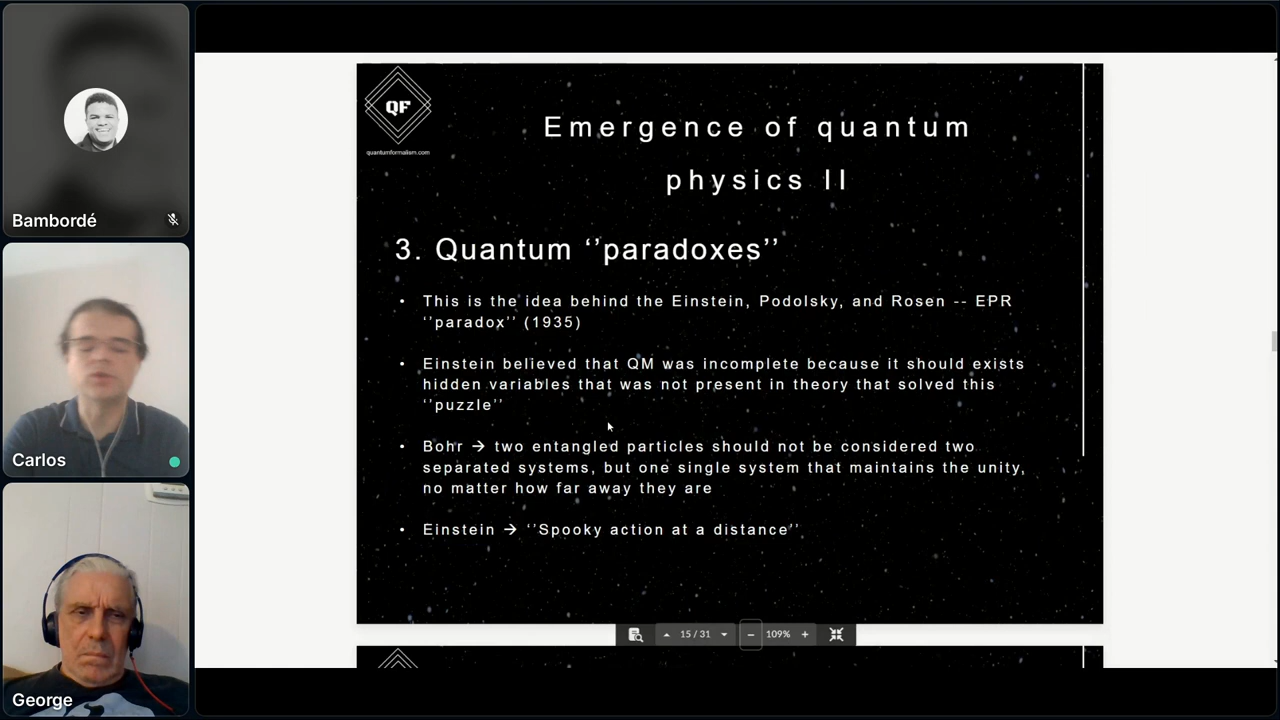 Bambordé
Carlos
George
QF
quantumformalism.com
Emergence of quantum
physics II
3. Quantum ‘’paradoxes’’
• This is the idea behind the Einstein, Podolsky, and Rosen -- EPR
‘’paradox’’ (1935)
• Einstein believed that QM was incomplete because it should exists
hidden variables that was not present in theory that solved this
‘’puzzle’’
• Bohr → two entangled particles should not be considered two
separated systems, but one single system that maintains the unity,
no matter how far away they are
• Einstein → ‘’Spooky action at a distance’’
15 / 31
109%